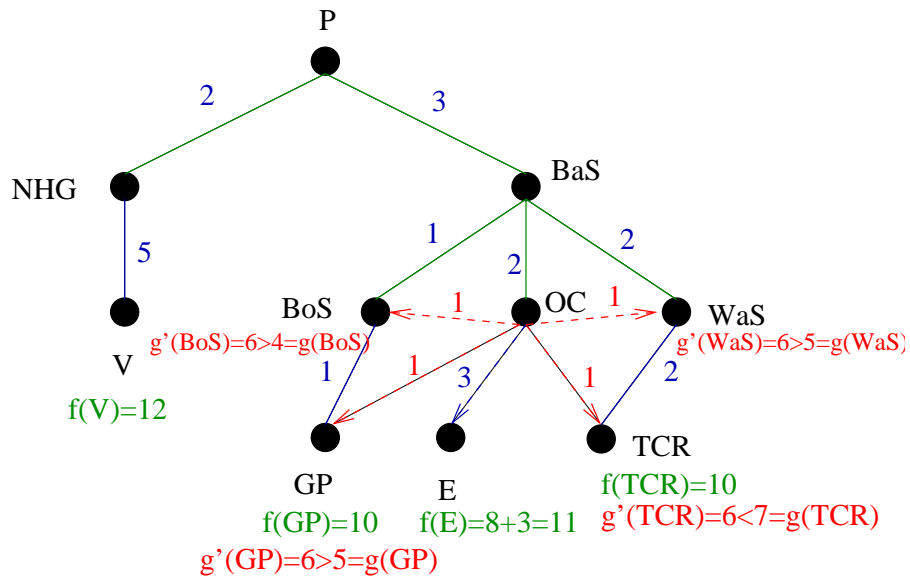 P
2
3
NHG
BaS
5
1
2
2
BoS
1
OC
1
WaS
g'(BoS)=6>4=g(BoS)
g'(WaS)=6>5=g(WaS)
V
1
1
3
1
2
f(V)=12
GP
E
TCR
f(GP)=10
f(E)=8+3=11
f(TCR)=10
g'(TCR)=6<7=g(TCR)
g'(GP)=6>5=g(GP)